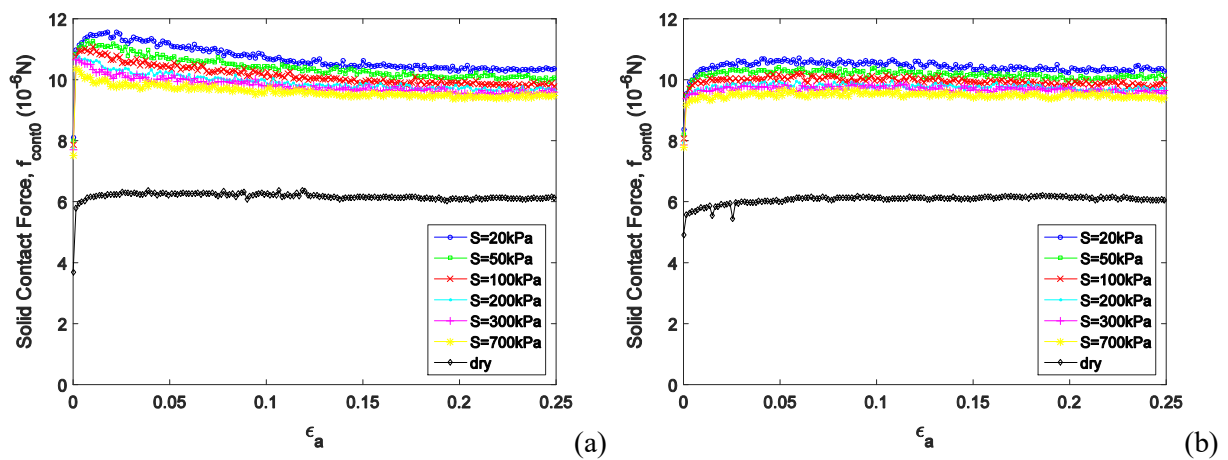 12
10
8
6
4
2
0
Solid Contact Force, f_cont0 (10^-6N)
0 0.05 0.1 0.15 0.2 0.25
ϵ_a
S=20kPa
S=50kPa
S=100kPa
S=200kPa
S=300kPa
S=700kPa
dry
(a)
12
10
8
6
4
2
0
Solid Contact Force, f_cont0 (10^-6N)
0 0.05 0.1 0.15 0.2 0.25
ϵ_a
S=20kPa
S=50kPa
S=100kPa
S=200kPa
S=300kPa
S=700kPa
dry
(b)